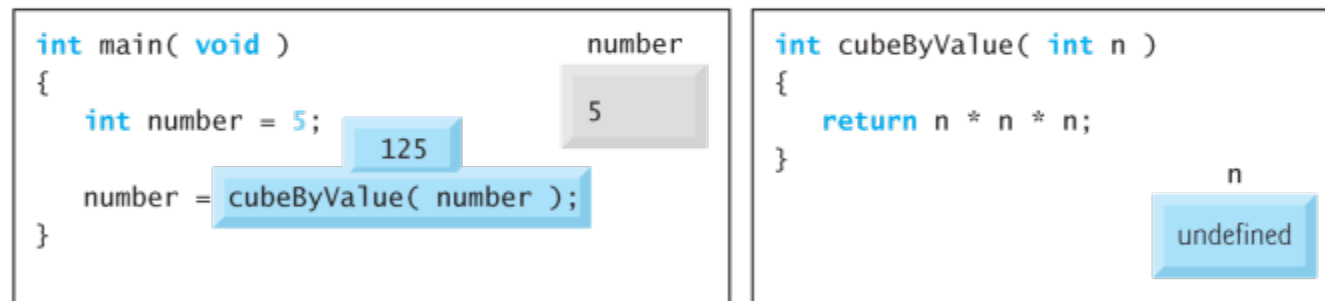 int main( void )
{
int number = 5;
125
number = cubeByValue( number );
}
number
5
int cubeByValue( int n )
{
return n * n * n;
}
n
undefined